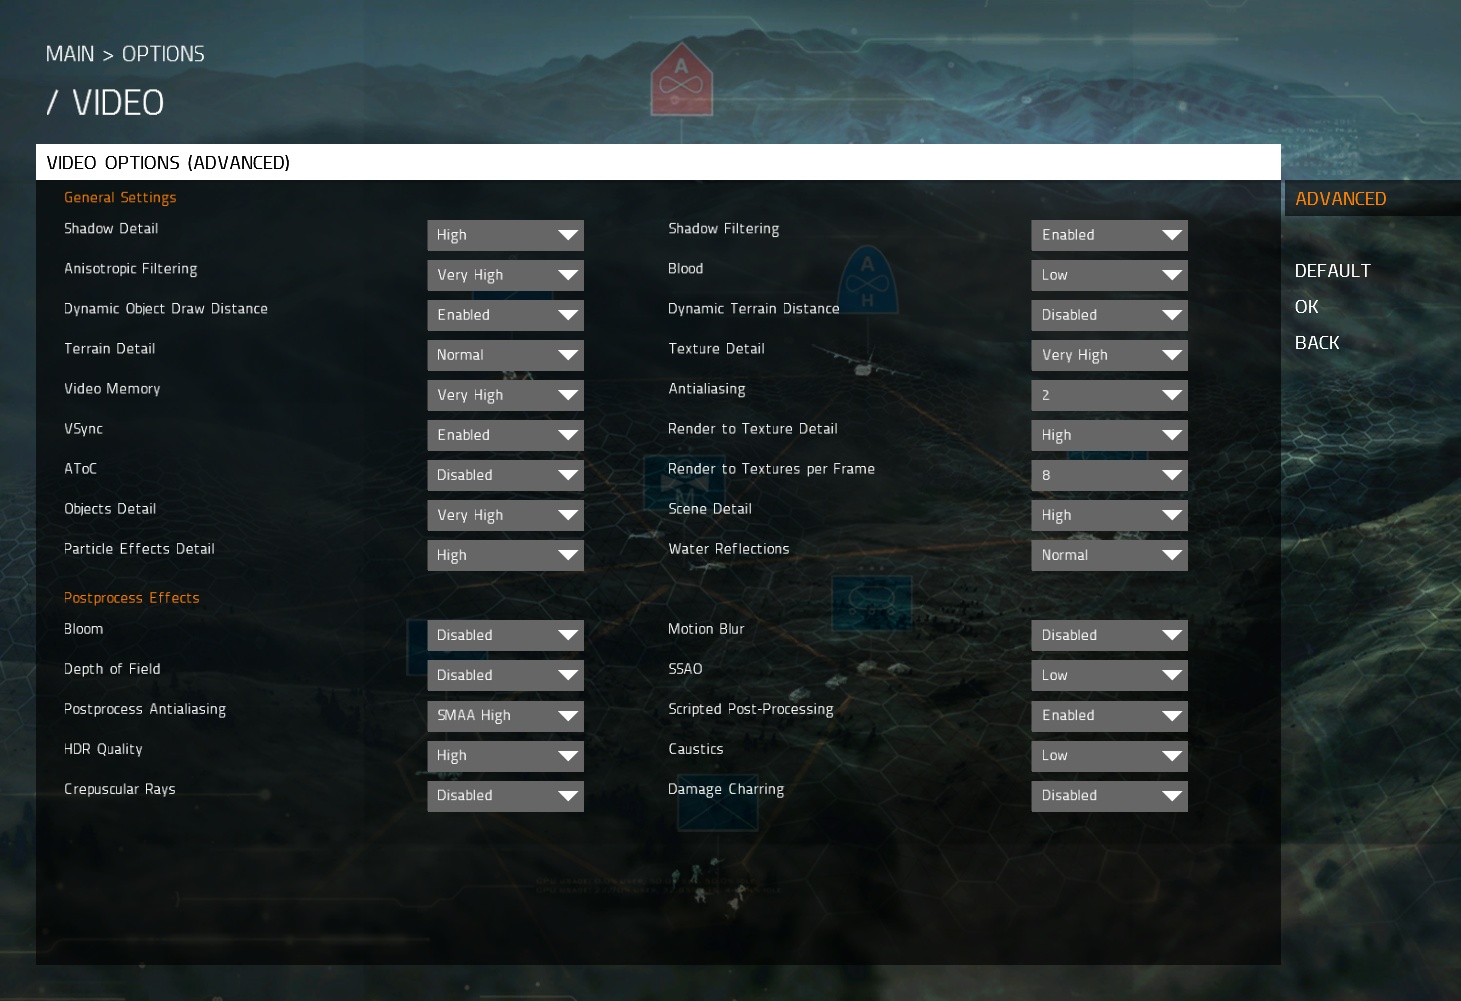 MAIN > OPTIONS
/ VIDEO
VIDEO OPTIONS (ADVANCED)
General Settings
ADVANCED
Shadow Detail High Shadow Filtering Enabled
Anisotropic Filtering Very High Blood Low
DEFAULT
Dynamic Object Draw Distance Enabled Dynamic Terrain Distance Disabled
OK
Terrain Detail Normal Texture Detail Very High
BACK
Video Memory Very High Antialiasing 2
VSync Enabled Render to Texture Detail High
AToC Disabled Render to Textures per Frame 8
Objects Detail Very High Scene Detail High
Particle Effects Detail High Water Reflections Normal
Postprocess Effects
Bloom Disabled Motion Blur Disabled
Depth of Field Disabled SSAO Low
Postprocess Antialiasing SMAA High Scripted Post-Processing Enabled
HDR Quality High Caustics Low
Crepuscular Rays Disabled Damage Charring Disabled
A
A
H
M